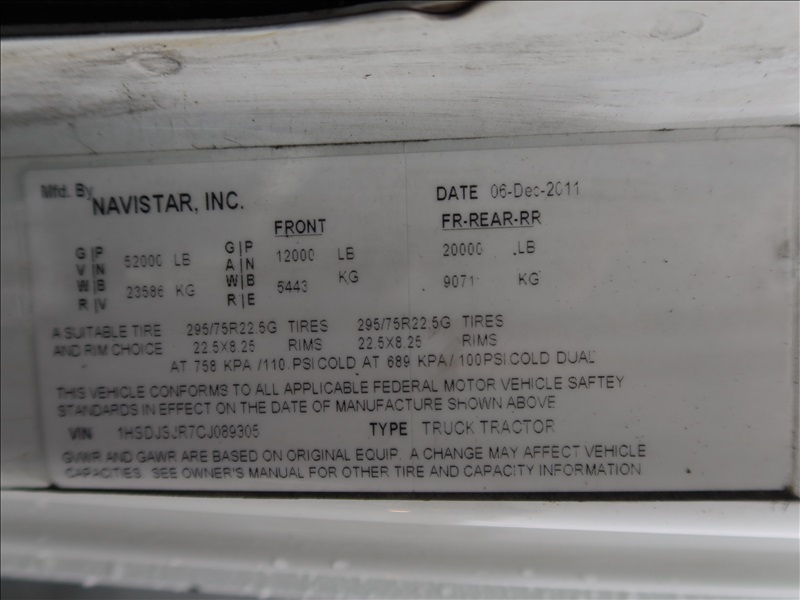 Mfd. By NAVISTAR, INC. DATE 06-Dec-2011
FRONT FR-REAR-RR
G|P V|N W|B R|V 52000 LB 23586 KG
G|P A|N W|B R|E 12000 LB 5443 KG
20000 LB 9071 KG
A SUITABLE TIRE 295/75R22.5G TIRES 295/75R22.5G TIRES
AND RIM CHOICE 22.5X8.25 RIMS 22.5X8.25 RIMS
AT 758 KPA /110 PSI COLD AT 689 KPA/ 100PSI COLD DUAL
THIS VEHICLE CONFORMS TO ALL APPLICABLE FEDERAL MOTOR VEHICLE SAFTEY
STANDARDS IN EFFECT ON THE DATE OF MANUFACTURE SHOWN ABOVE
VIN 1HSDJSJR7CJ089305 TYPE TRUCK TRACTOR
GVWR AND GAWR ARE BASED ON ORIGINAL EQUIP. A CHANGE MAY AFFECT VEHICLE
CAPACITIES. SEE OWNER'S MANUAL FOR OTHER TIRE AND CAPACITY INFORMATION